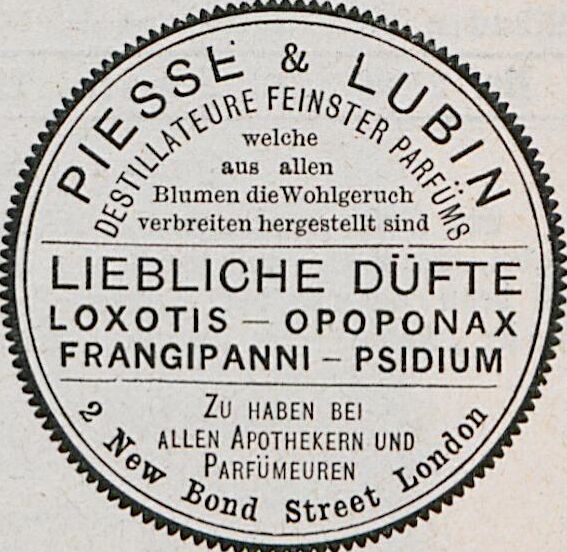 PIESSE & LUBIN
DESTILLATEURE FEINSTER PARFÜMS
welche
aus allen
Blumen die Wohlgeruch
verbreiten hergestellt sind
LIEBLICHE DÜFTE
LOXOTIS – OPOPONAX
FRANGIPANNI – PSIDIUM
ZU HABEN BEI
ALLEN APOTHEKERN UND
PARFÜMEUREN
2 New Bond Street London